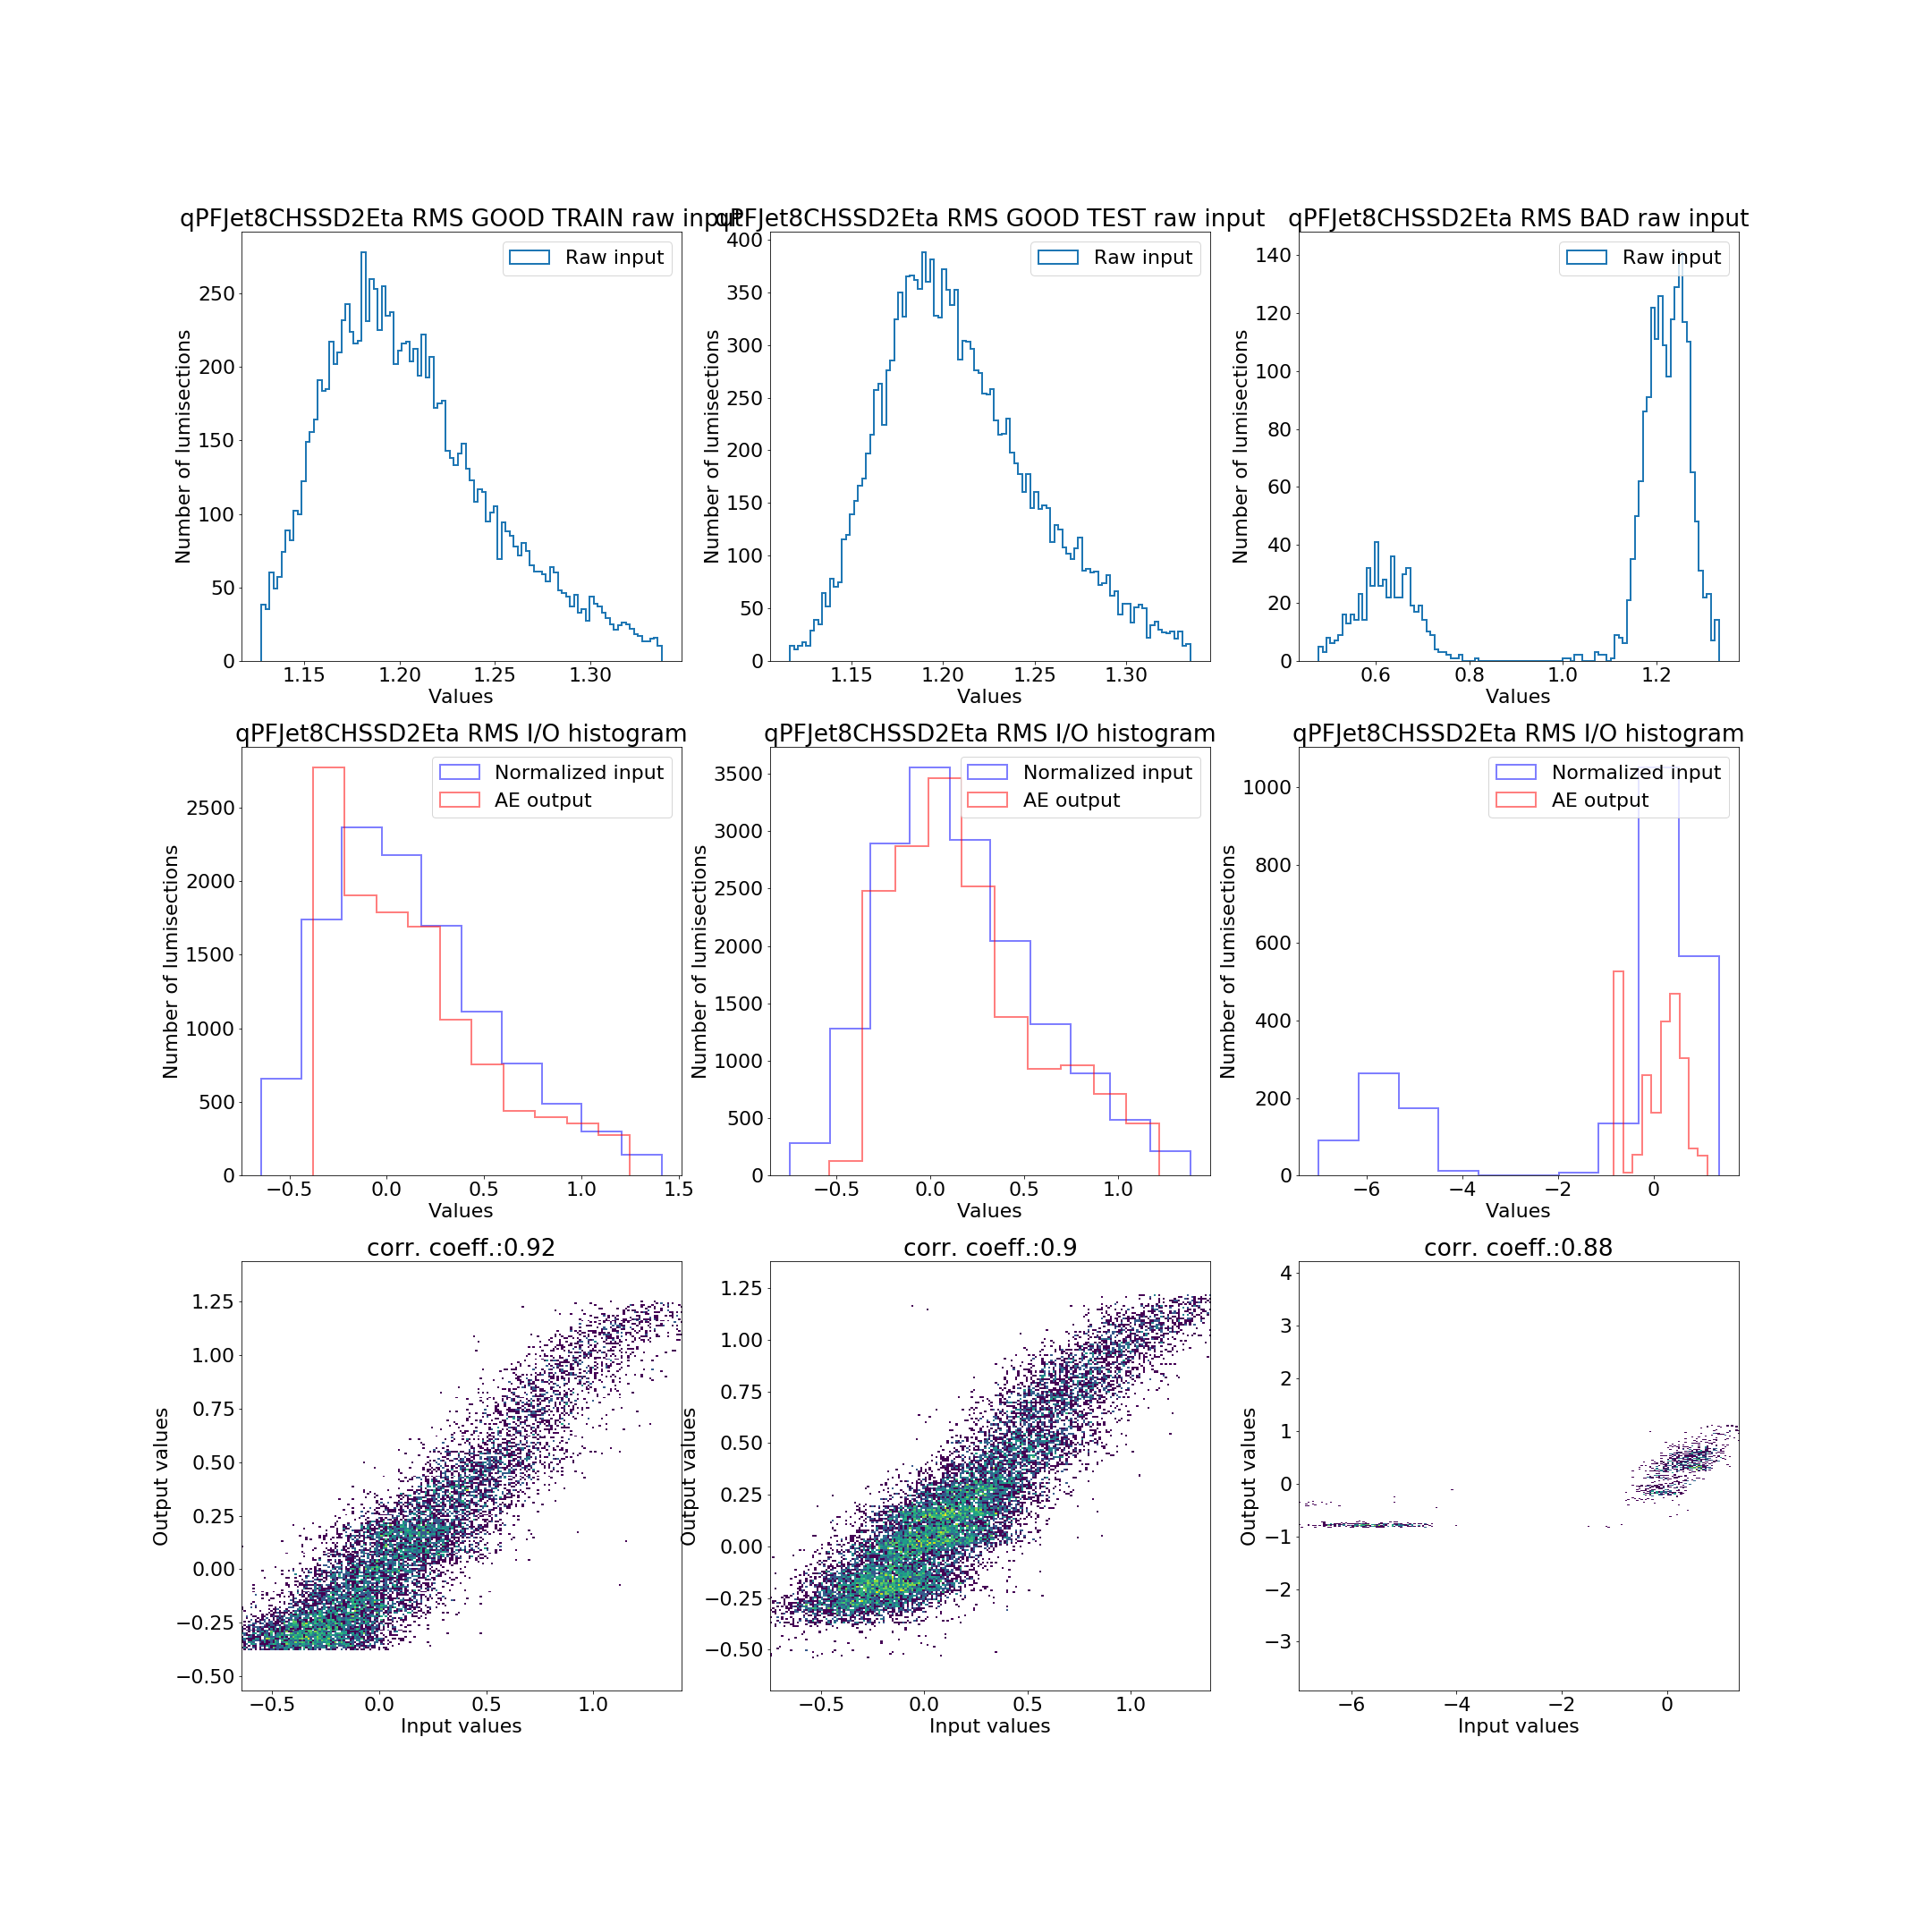 qPFJet8CHSSD2Eta RMS GOOD TRAIN raw input
qPFJet8CHSSD2Eta RMS GOOD TEST raw input
qPFJet8CHSSD2Eta RMS BAD raw input
Raw input
250
200
150
100
50
0
Number of lumisections
1.15 1.20 1.25 1.30
Values
Raw input
400
350
300
250
200
150
100
50
0
Number of lumisections
1.15 1.20 1.25 1.30
Values
Raw input
140
120
100
80
60
40
20
0
Number of lumisections
0.6 0.8 1.0 1.2
Values
qPFJet8CHSSD2Eta RMS I/O histogram
Normalized input
AE output
2500
2000
1500
1000
500
0
Number of lumisections
−0.5 0.0 0.5 1.0 1.5
Values
qPFJet8CHSSD2Eta RMS I/O histogram
Normalized input
AE output
3500
3000
2500
2000
1500
1000
500
0
Number of lumisections
−0.5 0.0 0.5 1.0
Values
qPFJet8CHSSD2Eta RMS I/O histogram
Normalized input
AE output
1000
800
600
400
200
0
Number of lumisections
−6 −4 −2 0
Values
corr. coeff.:0.92
1.25
1.00
0.75
0.50
0.25
0.00
−0.25
−0.50
Output values
−0.5 0.0 0.5 1.0
Input values
corr. coeff.:0.9
1.25
1.00
0.75
0.50
0.25
0.00
−0.25
−0.50
Output values
−0.5 0.0 0.5 1.0
Input values
corr. coeff.:0.88
4
3
2
1
0
−1
−2
−3
Output values
−6 −4 −2 0
Input values